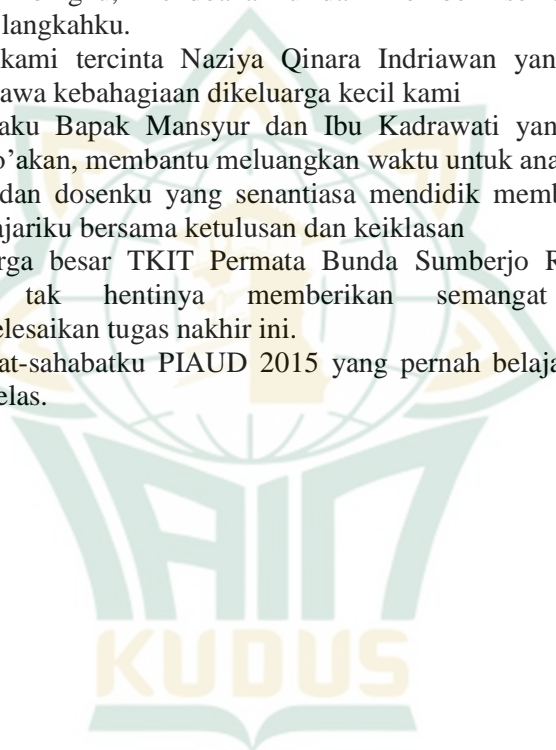 langkahku.
kami tercinta Naziya Qinara Indriawan yan
awa kebahagiaan dikeluarga kecil kami
aku Bapak Mansyur dan Ibu Kadrawati yan
o’akan, membantu meluangkan waktu untuk ana
dan dosenku yang senantiasa mendidik memb
ajariku bersama ketulusan dan keiklasan
rga besar TKIT Permata Bunda Sumberjo R
tak hentinya memberikan semangat
elesaikan tugas nakhir ini.
at-sahabatku PIAUD 2015 yang pernah belaja
elas.
IAIN
KUDUS